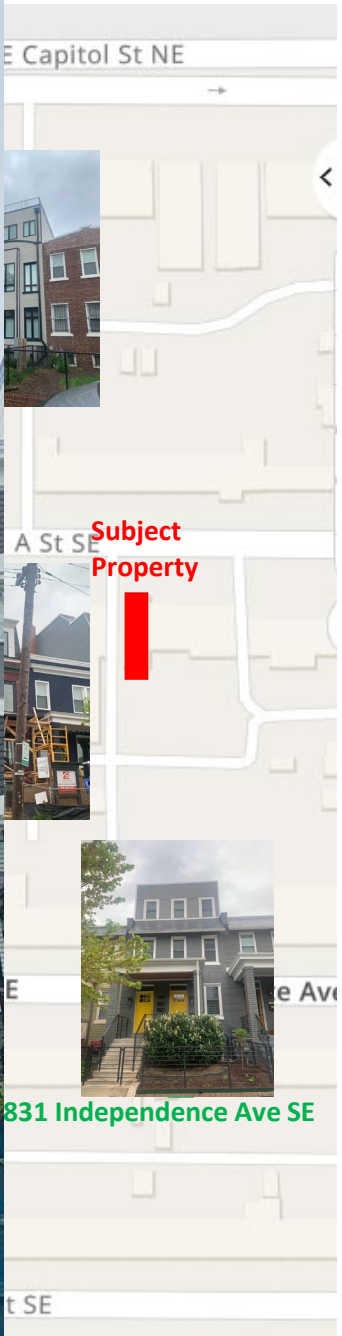 E Capitol St NE
A St SE
Subject
Property
E
e Ave
831 Independence Ave SE
t SE